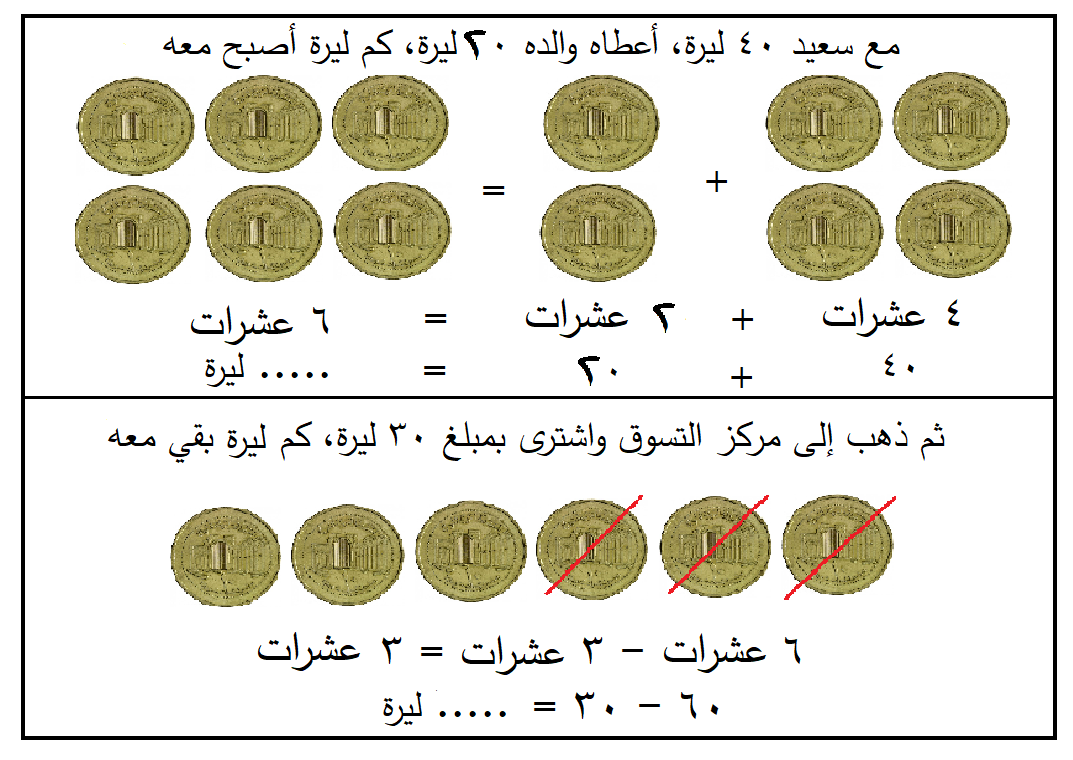 مع سعيد ٤٠ ليرة، أعطاه والده ٢٠ ليرة، كم ليرة أصبح معه
+ =
٤ عشرات + ٢ عشرات = ٦ عشرات
٤٠ + ٢٠ = ..... ليرة
ثم ذهب إلى مركز التسوق واشترى بمبلغ ٣٠ ليرة، كم ليرة بقي معه
٦ عشرات – ٣ عشرات = ٣ عشرات
٦٠ – ٣٠ = ..... ليرة